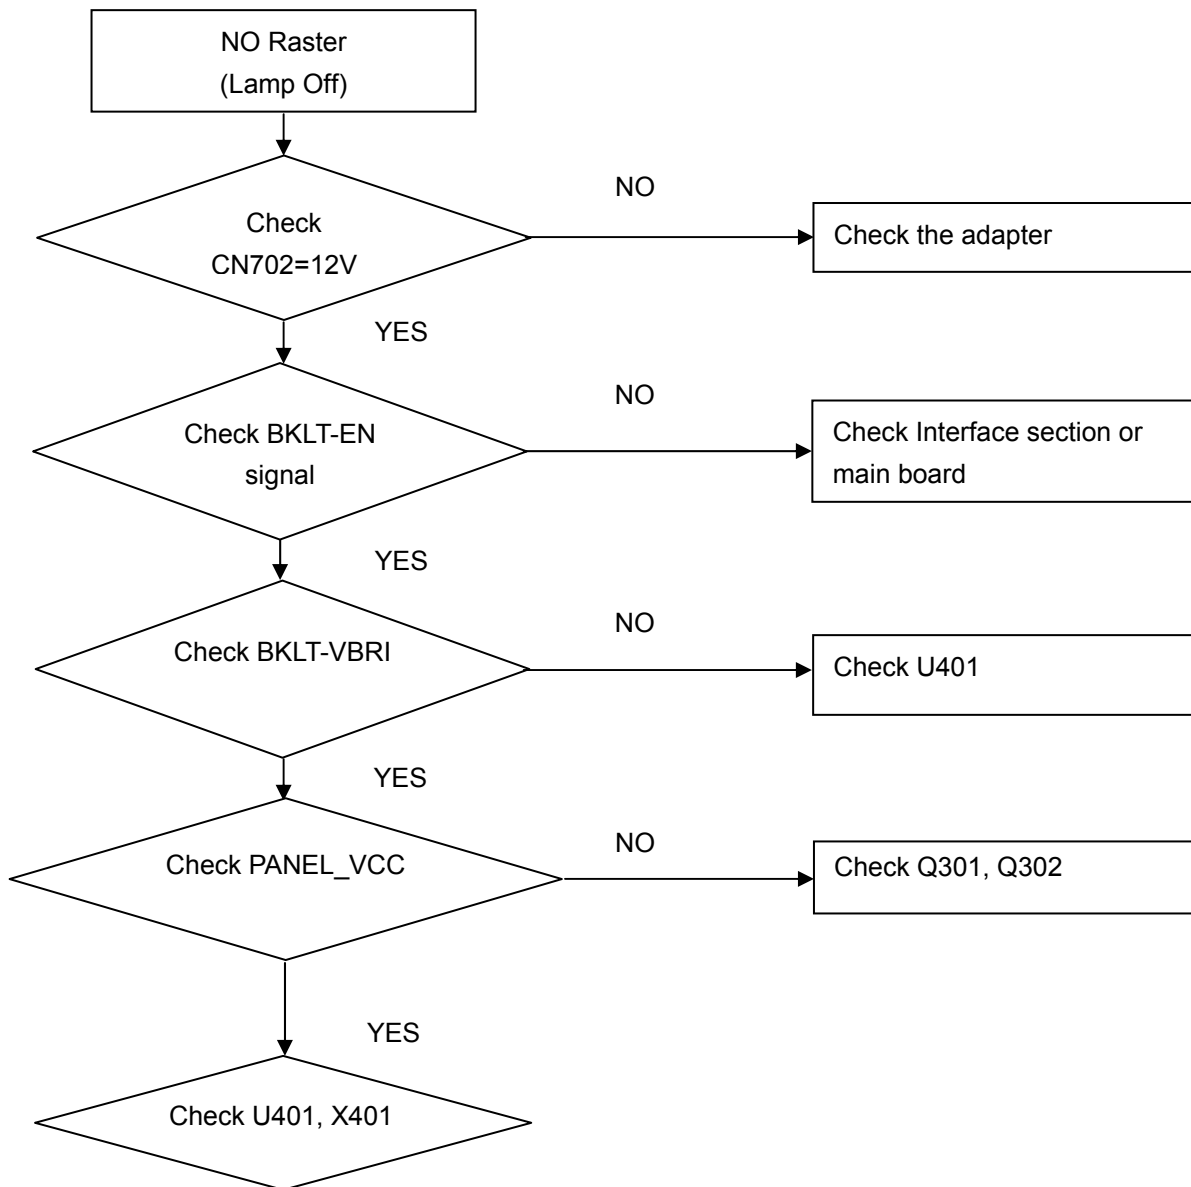 NO Raster
(Lamp Off)
Check
CN702=12V
NO
Check the adapter
YES
Check BKLT-EN
signal
NO
Check Interface section or
main board
YES
Check BKLT-VBRI
NO
Check U401
YES
Check PANEL_VCC
NO
Check Q301, Q302
YES
Check U401, X401